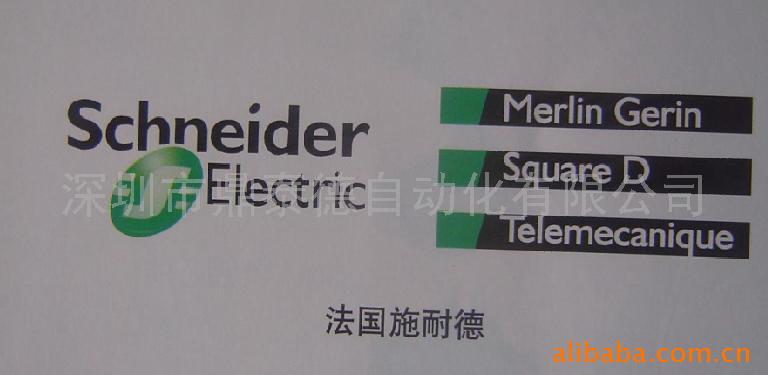 Schneider
Electric
Merlin Gerin
Square D
Telemecanique
深圳市鼎泰德自动化有限公司
法国施耐德
alibaba.com.cn